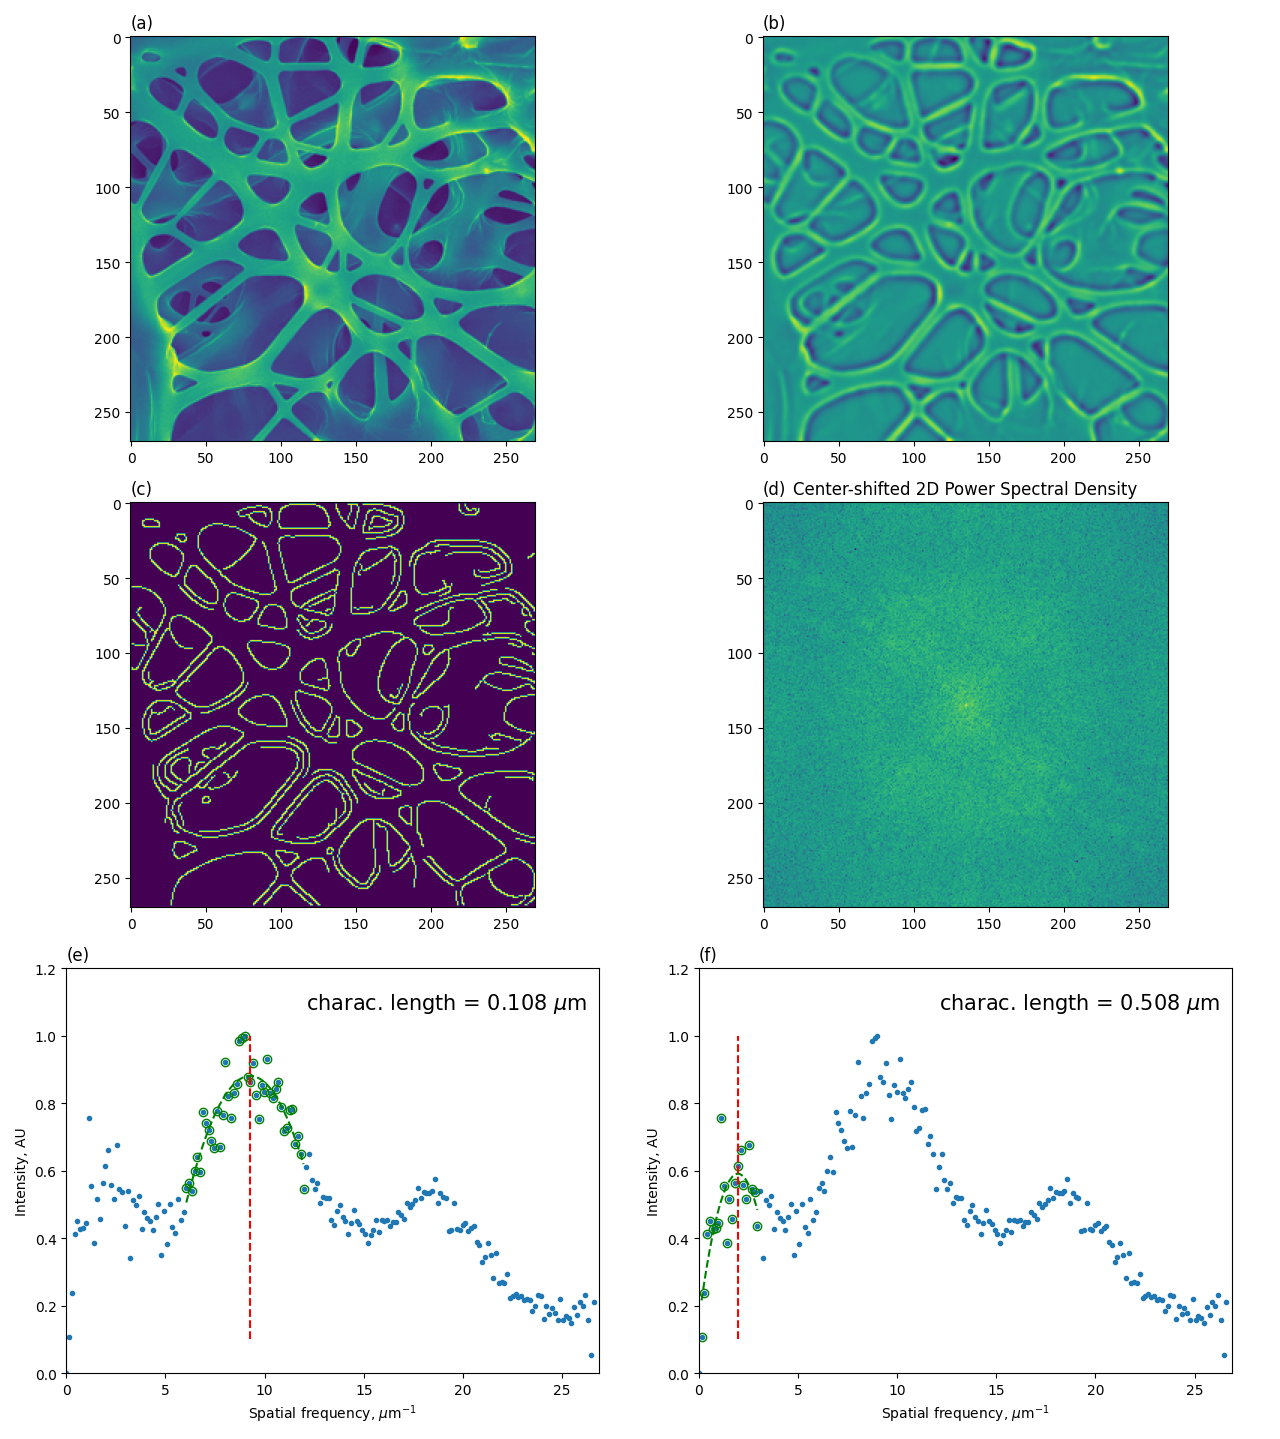 (a)
0
50
100
150
200
250
0 50 100 150 200 250
(b)
0
50
100
150
200
250
0 50 100 150 200 250
(c)
0
50
100
150
200
250
0 50 100 150 200 250
(d) Center-shifted 2D Power Spectral Density
0
50
100
150
200
250
0 50 100 150 200 250
(e)
charac. length = 0.108 μm
Intensity, AU
1.2
1.0
0.8
0.6
0.4
0.2
0.0
0 5 10 15 20 25
Spatial frequency, μm⁻¹
(f)
charac. length = 0.508 μm
Intensity, AU
1.2
1.0
0.8
0.6
0.4
0.2
0.0
0 5 10 15 20 25
Spatial frequency, μm⁻¹